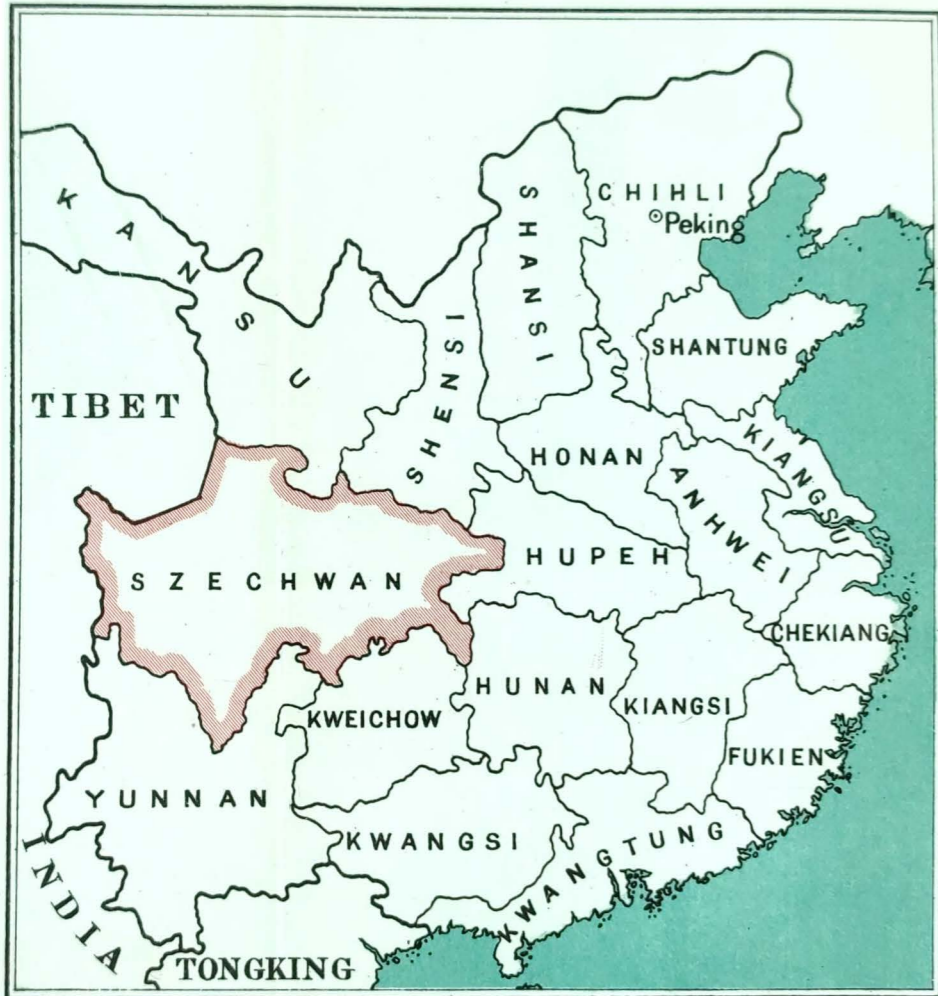 KANSU
SHANSI
CHIHLI
Peking
SHENSI
SHANTUNG
TIBET
HONAN
KIANGSU
ANHWEI
SZECHWAN
HUPEH
CHEKIANG
HUNAN
KIANGSI
KWEICHOW
FUKIEN
YUNNAN
KWANGSI
KWANGTUNG
INDIA
TONGKING